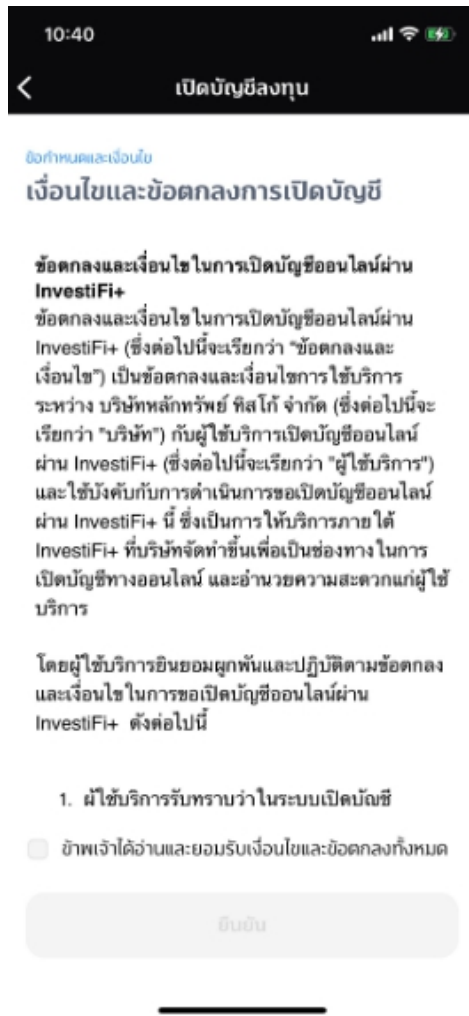 10:40
เปิดบัญชีลงทุน
ข้อกำหนดและเงื่อนไข
เงื่อนไขและข้อตกลงการเปิดบัญชี
ข้อตกลงและเงื่อนไขในการเปิดบัญชีออนไลน์ผ่าน
InvestiFi+
ข้อตกลงและเงื่อนไขในการเปิดบัญชีออนไลน์ผ่าน
InvestiFi+ (ซึ่งต่อไปนี้จะเรียกว่า "ข้อตกลงและ
เงื่อนไข") เป็นข้อตกลงและเงื่อนไขการใช้บริการ
ระหว่าง บริษัทหลักทรัพย์ ทิสโก้ จำกัด (ซึ่งต่อไปนี้จะ
เรียกว่า "บริษัท") กับผู้ใช้บริการเปิดบัญชีออนไลน์
ผ่าน InvestiFi+ (ซึ่งต่อไปนี้จะเรียกว่า "ผู้ใช้บริการ")
และใช้บังคับกับการดำเนินการขอเปิดบัญชีออนไลน์
ผ่าน InvestiFi+ นี้ ซึ่งเป็นการให้บริการภายใต้
InvestiFi+ ที่บริษัทจัดทำขึ้นเพื่อเป็นช่องทางในการ
เปิดบัญชีทางออนไลน์ และอำนวยความสะดวกแก่ผู้ใช้
บริการ
โดยผู้ใช้บริการยินยอมผูกพันและปฏิบัติตามข้อตกลง
และเงื่อนไขในการขอเปิดบัญชีออนไลน์ผ่าน
InvestiFi+ ดังต่อไปนี้
1. ผู้ใช้บริการรับทราบว่าในระบบเปิดบัญชี
ข้าพเจ้าได้อ่านและยอมรับเงื่อนไขและข้อตกลงทั้งหมด
ยืนยัน